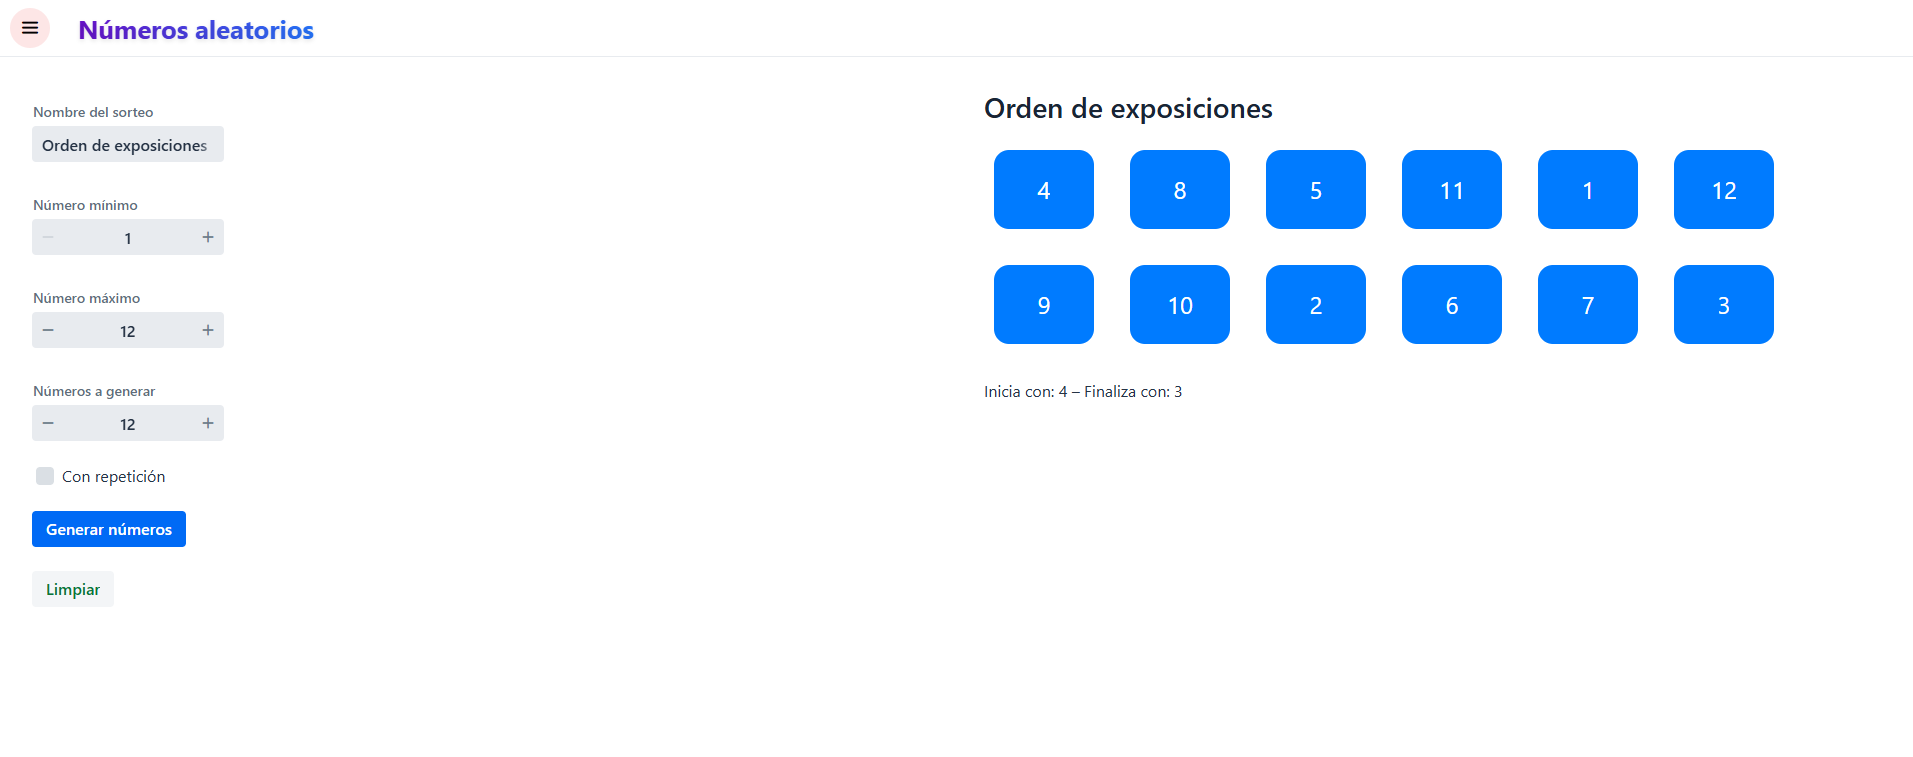 Números aleatorios
Nombre del sorteo
Orden de exposiciones
Número mínimo
− 1 +
Número máximo
− 12 +
Números a generar
− 12 +
Con repetición
Generar números
Limpiar
Orden de exposiciones
4 8 5 11 1 12
9 10 2 6 7 3
Inicia con: 4 – Finaliza con: 3